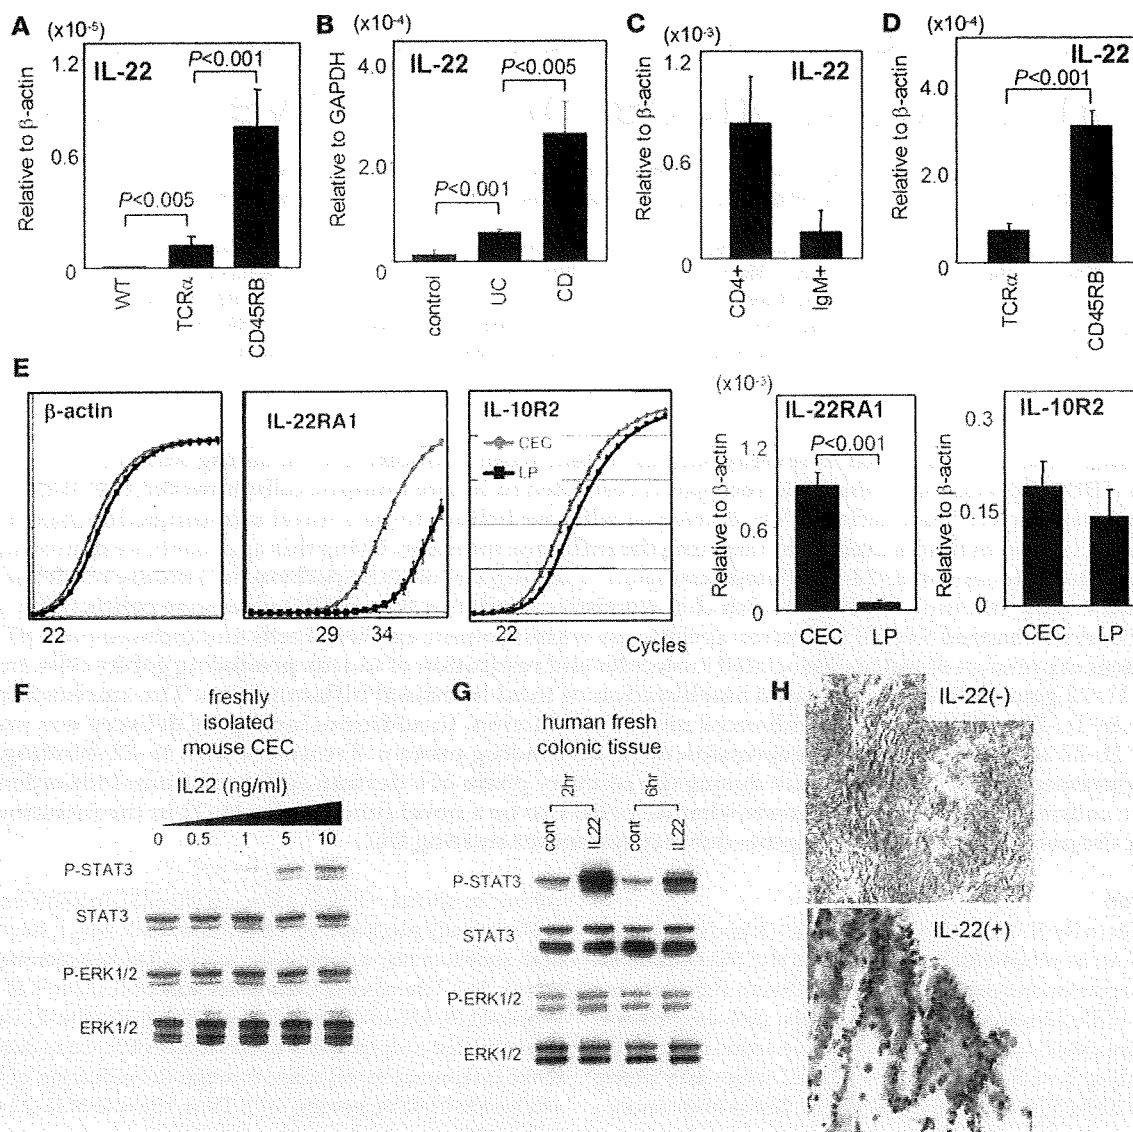 A
(x10-5)
IL-22
Relative to β-actin
1.2
0.6
0
P<0.001
P<0.005
WT
TCRα
CD45RB
B
(x10-4)
IL-22
Relative to GAPDH
4.0
2.0
0
P<0.005
P<0.001
control
UC
CD
C
(x10-3)
IL-22
Relative to β-actin
1.2
0.6
0
CD4+
IgM+
D
(x10-4)
IL-22
Relative to β-actin
4.0
2.0
0
P<0.001
TCRα
CD45RB
E
β-actin
22
IL-22RA1
29
34
IL-10R2
CEC
LP
22
Cycles
(x10-3)
IL-22RA1
Relative to β-actin
1.2
0.6
0
P<0.001
CEC
LP
IL-10R2
Relative to β-actin
0.3
0.15
0
CEC
LP
F
freshly
isolated
mouse CEC
IL22 (ng/ml)
0 0.5 1 5 10
P-STAT3
STAT3
P-ERK1/2
ERK1/2
G
human fresh
colonic tissue
2hr
6hr
cont
IL22
cont
IL22
P-STAT3
STAT3
P-ERK1/2
ERK1/2
H
IL-22(-)
IL-22(+)